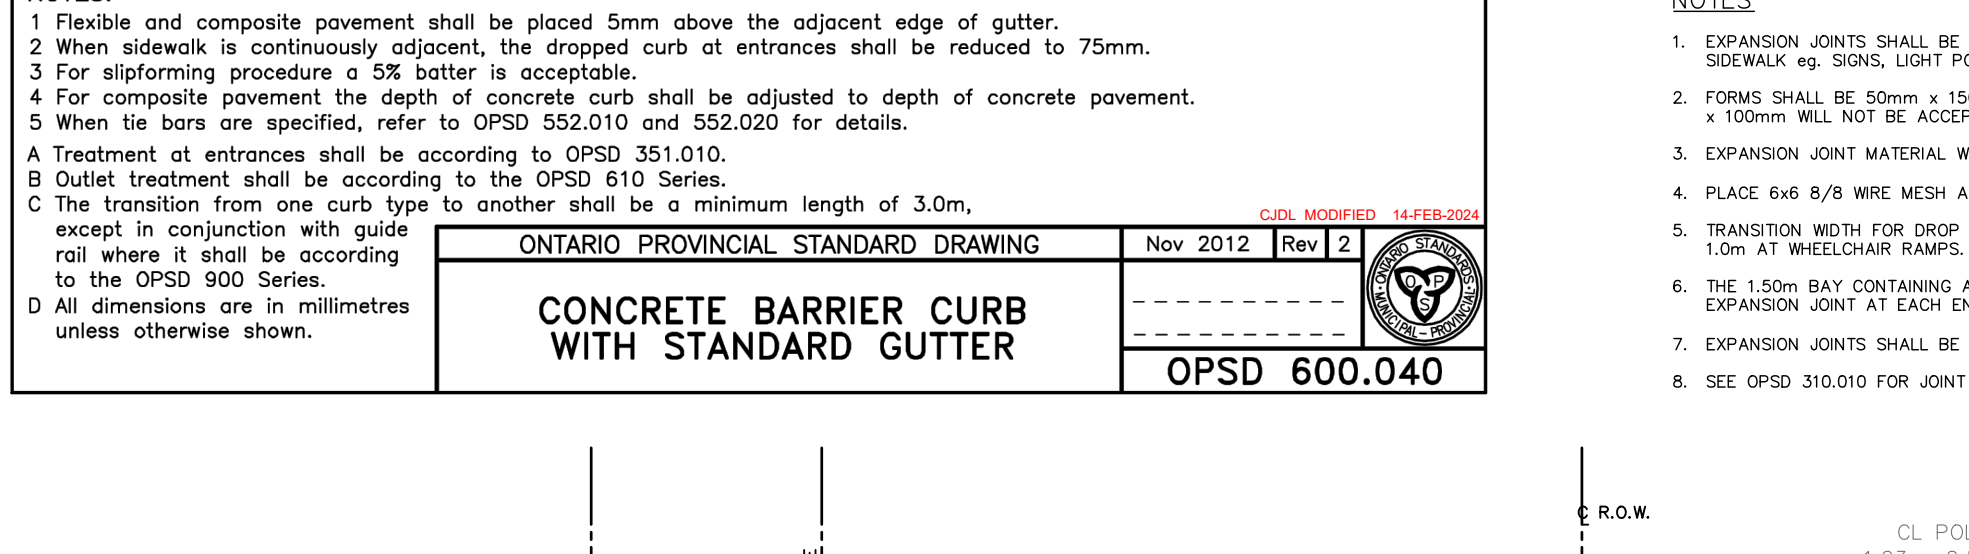 NOTES:
1 Flexible and composite pavement shall be placed 5mm above the adjacent edge of gutter.
2 When sidewalk is continuously adjacent, the dropped curb at entrances shall be reduced to 75mm.
3 For slipforming procedure a 5% batter is acceptable.
4 For composite pavement the depth of concrete curb shall be adjusted to depth of concrete pavement.
5 When tie bars are specified, refer to OPSD 552.010 and 552.020 for details.
A Treatment at entrances shall be according to OPSD 351.010.
B Outlet treatment shall be according to the OPSD 610 Series.
C The transition from one curb type to another shall be a minimum length of 3.0m,
except in conjunction with guide
rail where it shall be according
to the OPSD 900 Series.
D All dimensions are in millimetres
unless otherwise shown.
CJDL MODIFIED 14-FEB-2024
ONTARIO PROVINCIAL STANDARD DRAWING
Nov 2012 Rev 2
CONCRETE BARRIER CURB
WITH STANDARD GUTTER
ONTARIO STANDARDS
MUNICIPAL - PROVINCIAL
O P S
OPSD 600.040
NOTES
1. EXPANSION JOINTS SHALL BE
SIDEWALK eg. SIGNS, LIGHT
2. FORMS SHALL BE 50mm x
x 100mm WILL NOT BE
3. EXPANSION JOINT MATERIAL
4. PLACE 6x6 8/8 WIRE MESH
5. TRANSITION WIDTH FOR DROP
1.0m AT WHEELCHAIR RAMPS.
6. THE 1.50m BAY CONTAINING
EXPANSION JOINT AT EACH
7. EXPANSION JOINTS SHALL BE
8. SEE OPSD 310.010 FOR JOINT
R.O.W.
CL